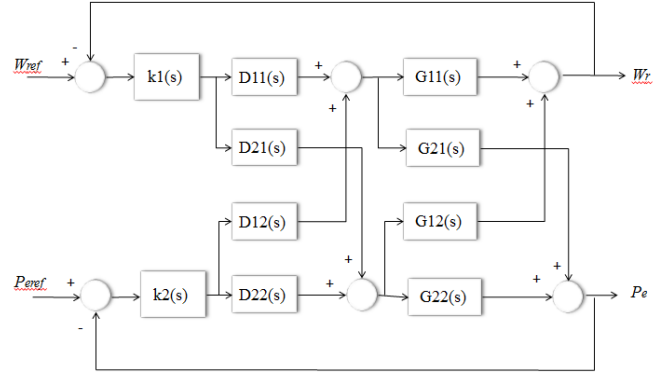 -
Wref + k1(s) D11(s) + G11(s) + Wr
+ +
D21(s) G21(s)
D12(s) G12(s)
Peref + k2(s) + D22(s) + G22(s) + + Pe
-